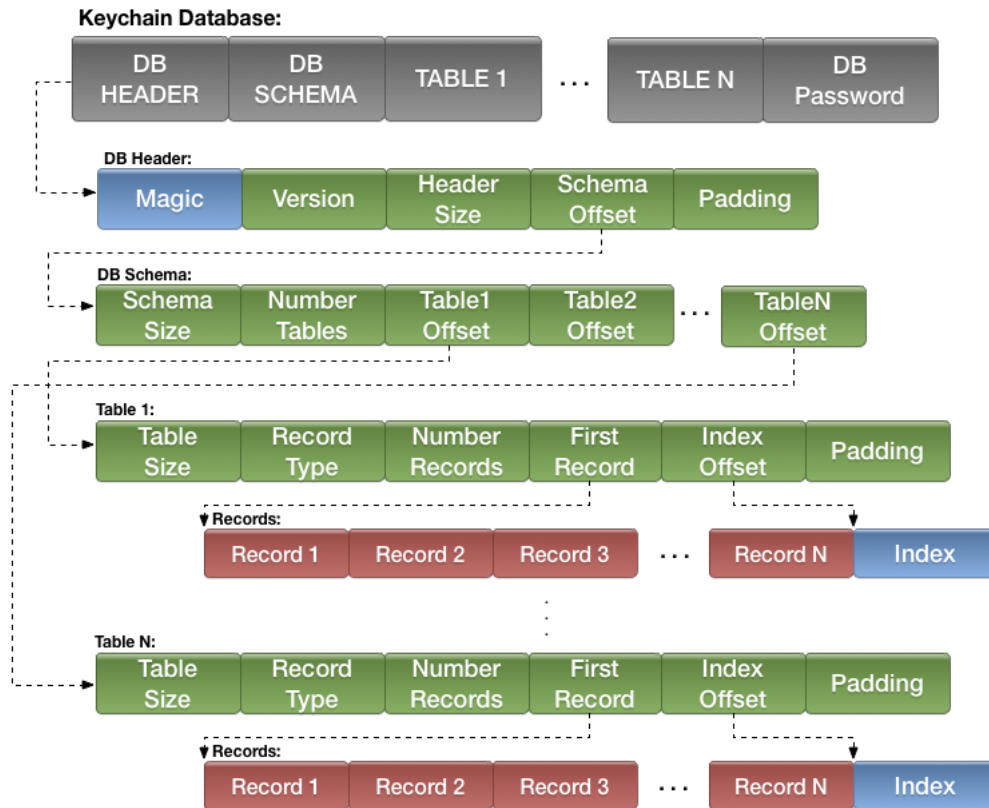 Keychain Database:
DB HEADER
DB SCHEMA
TABLE 1
...
TABLE N
DB Password
DB Header:
Magic
Version
Header Size
Schema Offset
Padding
DB Schema:
Schema Size
Number Tables
Table1 Offset
Table2 Offset
...
TableN Offset
Table 1:
Table Size
Record Type
Number Records
First Record
Index Offset
Padding
Records:
Record 1
Record 2
Record 3
...
Record N
Index
Table N:
Table Size
Record Type
Number Records
First Record
Index Offset
Padding
Records:
Record 1
Record 2
Record 3
...
Record N
Index